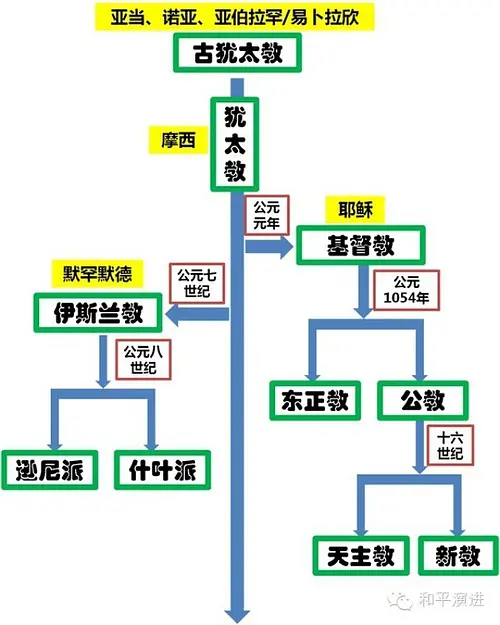 亚当、诺亚、亚伯拉罕/易卜拉欣
古犹太教
摩西
犹
太
教
公元
元年
耶稣
基督教
默罕默德
公元七
世纪
伊斯兰教
公元
1054年
公元八
世纪
东正教
公教
逊尼派
什叶派
十六
世纪
天主教
新教
和平演进